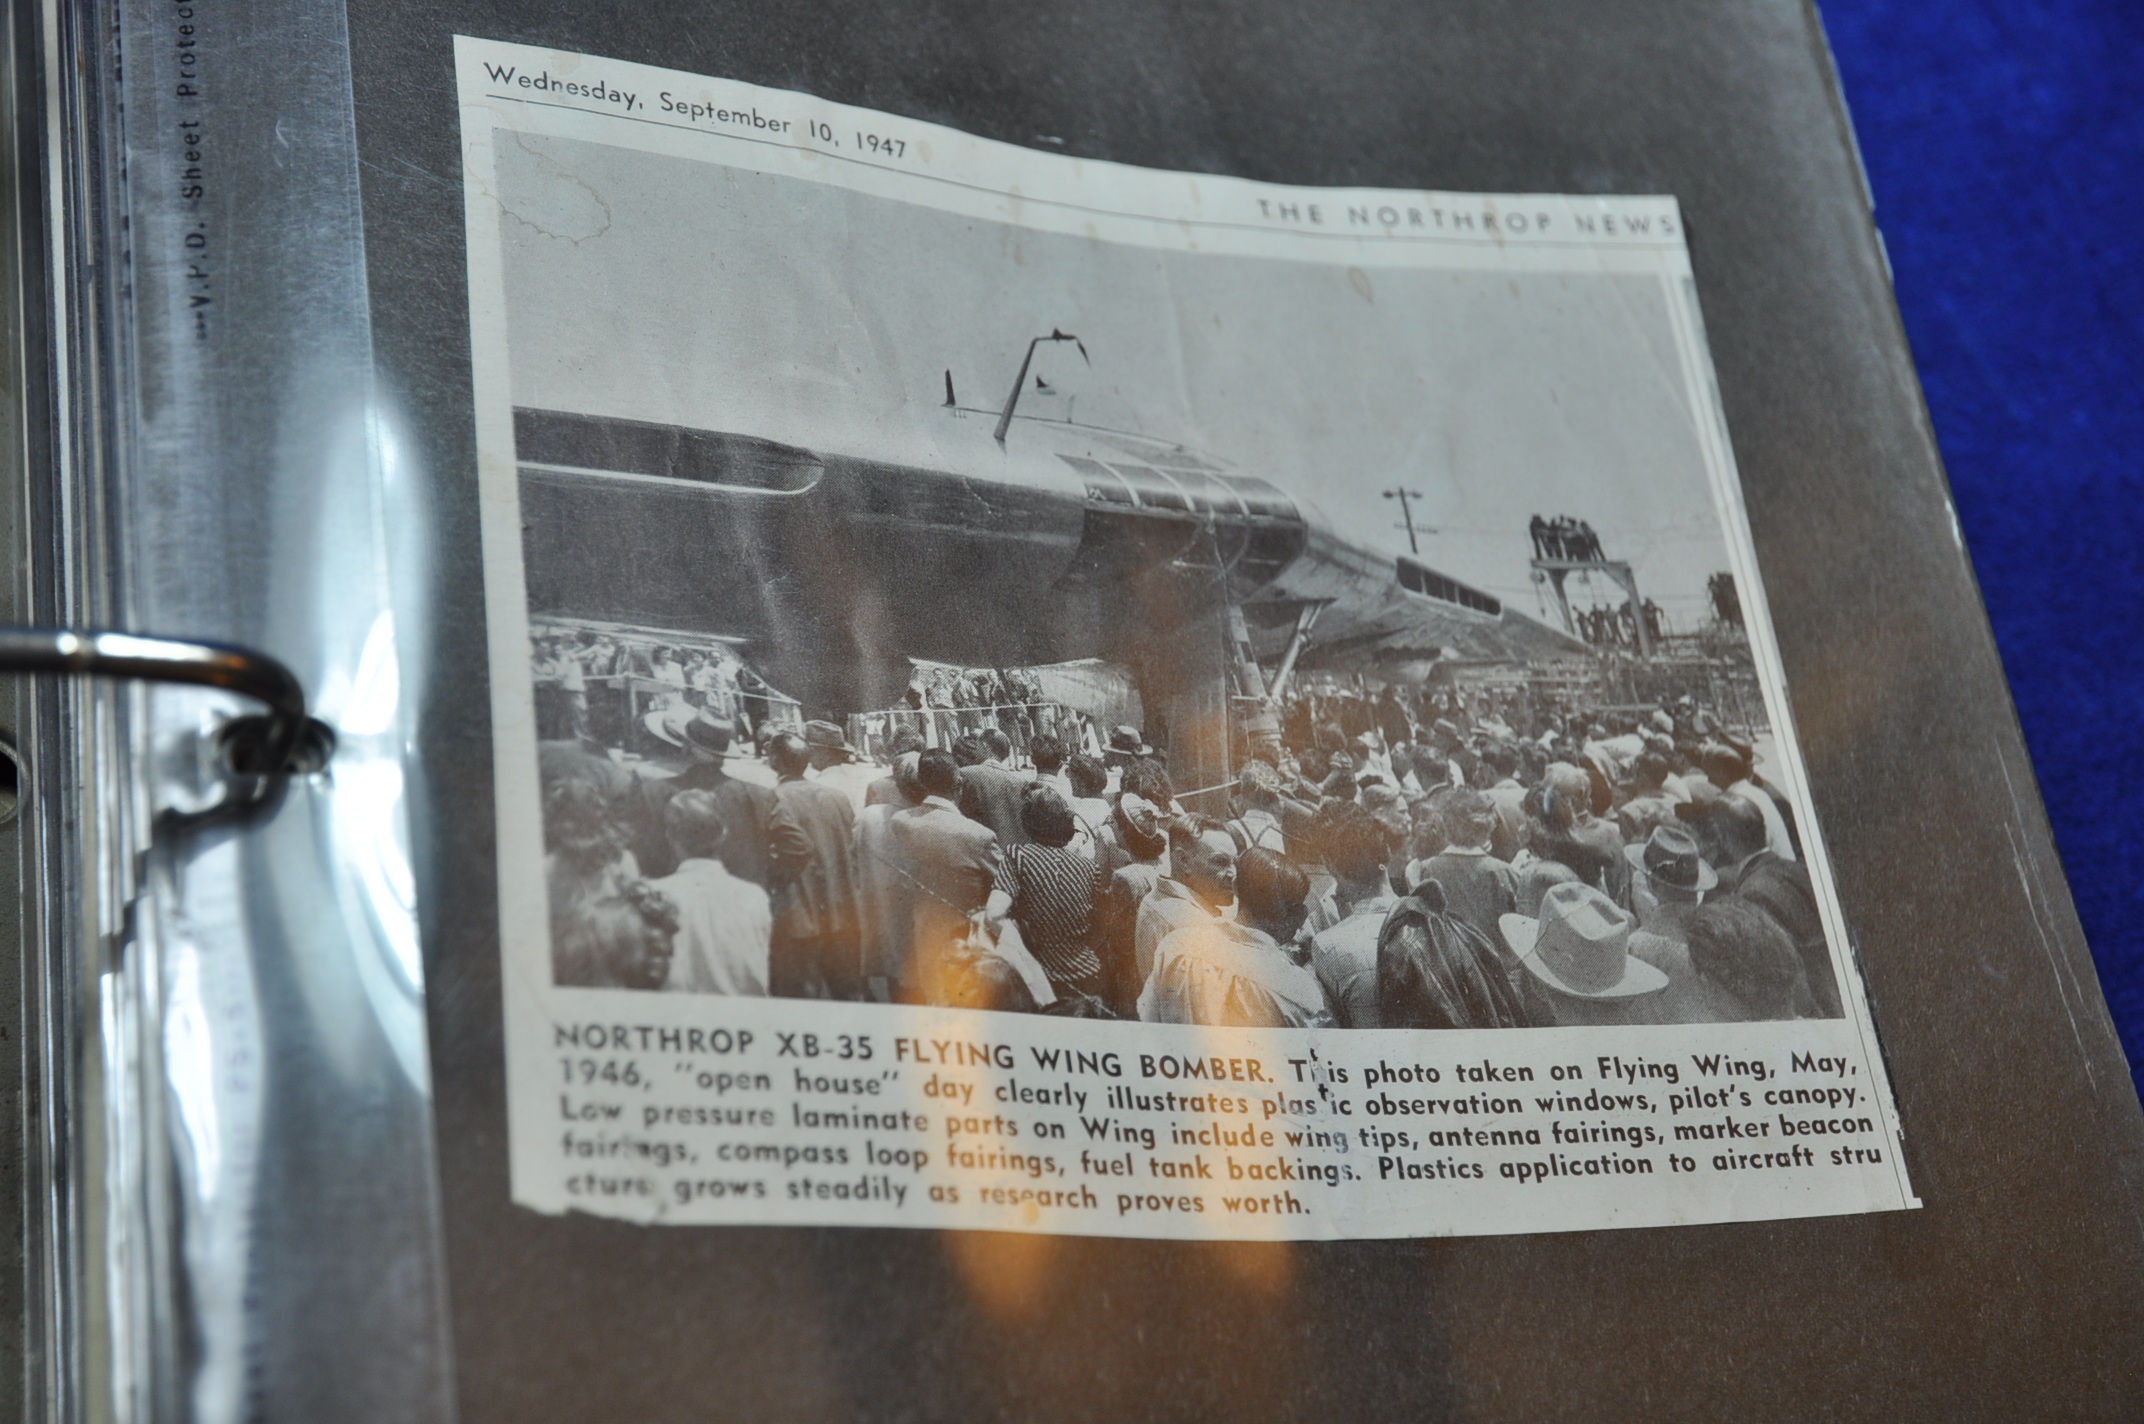 V.P.D. Sheet Protec
Wednesday, September 10, 1947
THE NORTHROP NEWS
NORTHROP XB-35 FLYING WING BOMBER. This photo taken on Flying Wing, May,
1946, "open house" day clearly illustrates plastic observation windows, pilot's canopy.
Low pressure laminate parts on Wing include wing tips, antenna fairings, marker beacon
fairings, compass loop fairings, fuel tank backings. Plastics application to aircraft stru
cture grows steadily as research proves worth.